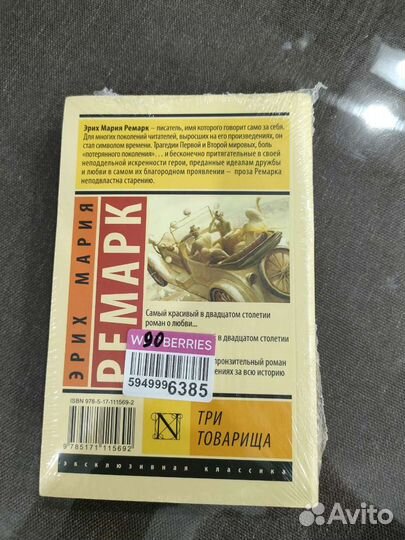 Эрих Мария Ремарк – писатель, имя которого говорит само за себя.
Для многих поколений читателей, выросших на его произведениях, он
стал символом времени. Трагедии Первой и Второй мировых, боль
«потерянного поколения»... и бесконечно притягательные в своей
неподдельной искренности герои, преданные идеалам дружбы
и любви в самом их благородном проявлении – проза Ремарка
неподвластна старению.
ЭРИХ МАРИЯ
РЕМАРК
Самый красивый в двадцатом столетии
роман о любви...
в двадцатом столетии
пронзительный роман
за всю историю
W
90
BERRIES
5949996385
ISBN 978-5-17-111569-2
9 785171 115692
N
ТРИ
ТОВАРИЩА
эксклюзивная классика
Avito